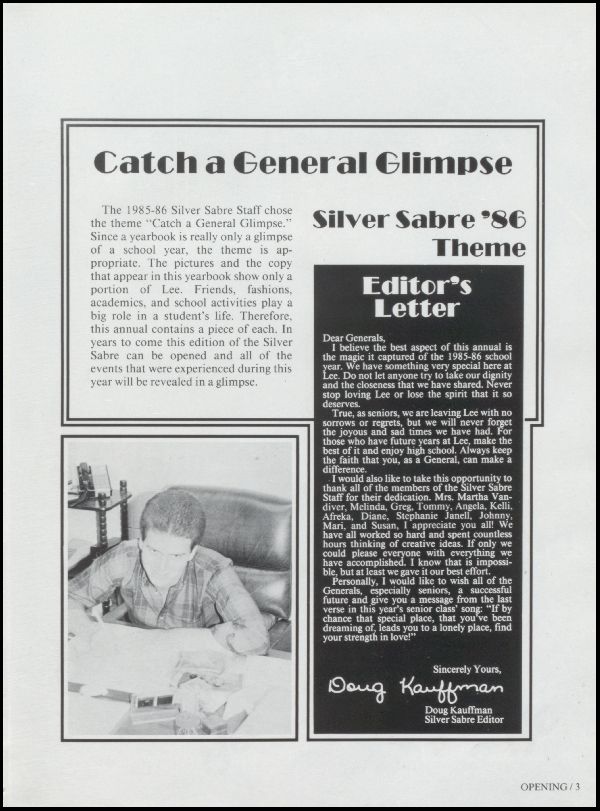 Catch a General Glimpse
The 1985-86 Silver Sabre Staff chose
the theme "Catch a General Glimpse."
Since a yearbook is really only a glimpse
of a school year, the theme is ap-
propriate. The pictures and the copy
that appear in this yearbook show only a
portion of Lee. Friends, fashions,
academics, and school activities play a
big role in a student's life. Therefore,
this annual contains a piece of each. In
years to come this edition of the Silver
Sabre can be opened and all of the
events that were experienced during this
year will be revealed in a glimpse.
Silver Sabre '86
Theme
Editor's
Letter
Dear Generals,
I believe the best aspect of this annual is
the magic it captured of the 1985-86 school
year. We have something very special here at
Lee. Do not let anyone try to take our dignity
and the closeness that we have shared. Never
stop loving Lee or lose the spirit that it so
deserves.
True, as seniors, we are leaving Lee with no
sorrows or regrets, but we will never forget
the joyous and sad times we have had. For
those who have future years at Lee, make the
best of it and enjoy high school. Always keep
the faith that you, as a General, can make a
difference.
I would also like to take this opportunity to
thank all of the members of the Silver Sabre
Staff for their dedication. Mrs. Martha Van-
diver, Melinda, Greg, Tommy, Angela, Kelli,
Afreka, Diane, Stephanie Janell, Johnny,
Mari, and Susan, I appreciate you all! We
have all worked so hard and spent countless
hours thinking of creative ideas. If only we
could please everyone with everything we
have accomplished. I know that is impossi-
ble, but at least we gave it our best effort.
Personally, I would like to wish all of the
Generals, especially seniors, a successful
future and give you a message from the last
verse in this year's senior class' song: "If by
chance that special place, that you've been
dreaming of, leads you to a lonely place, find
your strength in love!"
Sincerely Yours,
Doug Kauffman
Doug Kauffman
Silver Sabre Editor
OPENING / 3